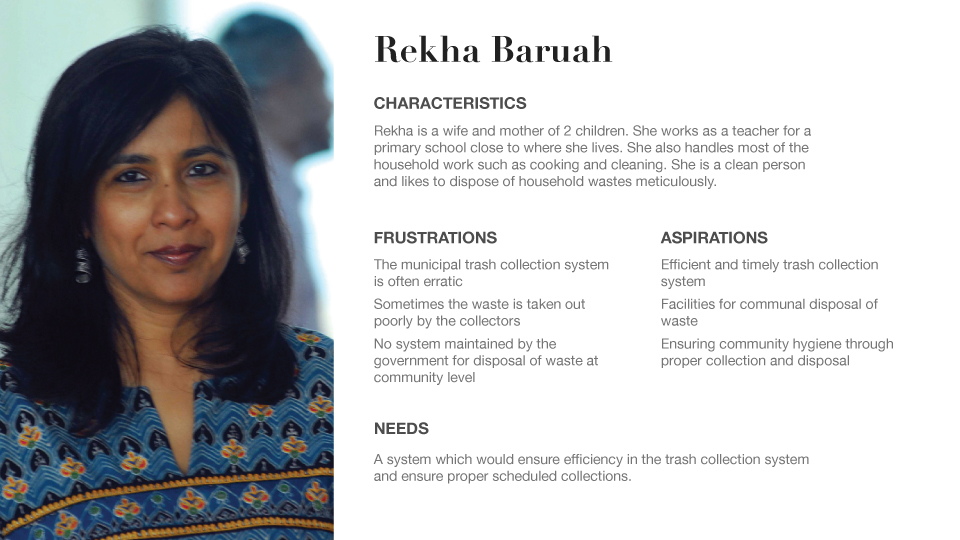 Rekha Baruah
CHARACTERISTICS
Rekha is a wife and mother of 2 children. She works as a teacher for a
primary school close to where she lives. She also handles most of the
household work such as cooking and cleaning. She is a clean person
and likes to dispose of household wastes meticulously.
FRUSTRATIONS
The municipal trash collection system
is often erratic
Sometimes the waste is taken out
poorly by the collectors
No system maintained by the
government for disposal of waste at
community level
ASPIRATIONS
Efficient and timely trash collection
system
Facilities for communal disposal of
waste
Ensuring community hygiene through
proper collection and disposal
NEEDS
A system which would ensure efficiency in the trash collection system
and ensure proper scheduled collections.